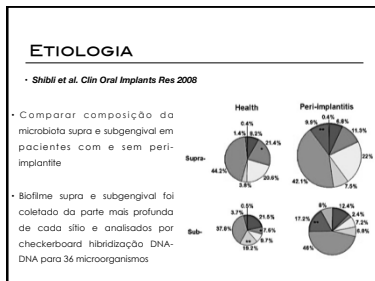 ETIOLOGIA
• Shibli et al. Clin Oral Implants Res 2008
• Comparar composição da
microbiota supra e subgengival em
pacientes com e sem peri-
implantite
• Biofilme supra e subgengival foi
coletado da parte mais profunda
de cada sítio e analisados por
checkerboard hibridização DNA-
DNA para 36 microorganismos
Health
Peri-implantitis
0.4%
1.4%
8.2%
21.4%
*
Supra-
44.2%
20.6%
3.8%
0.4%
9.6%
6.8%
**
11.5%
22%
42.1%
7.5%
Sub-
3.7%
21.5%
37.6%
*
7.6%
**
8.7%
19.2%
8%
12.4%
17.2%
**
2.4%
7.2%
6.8%
46%